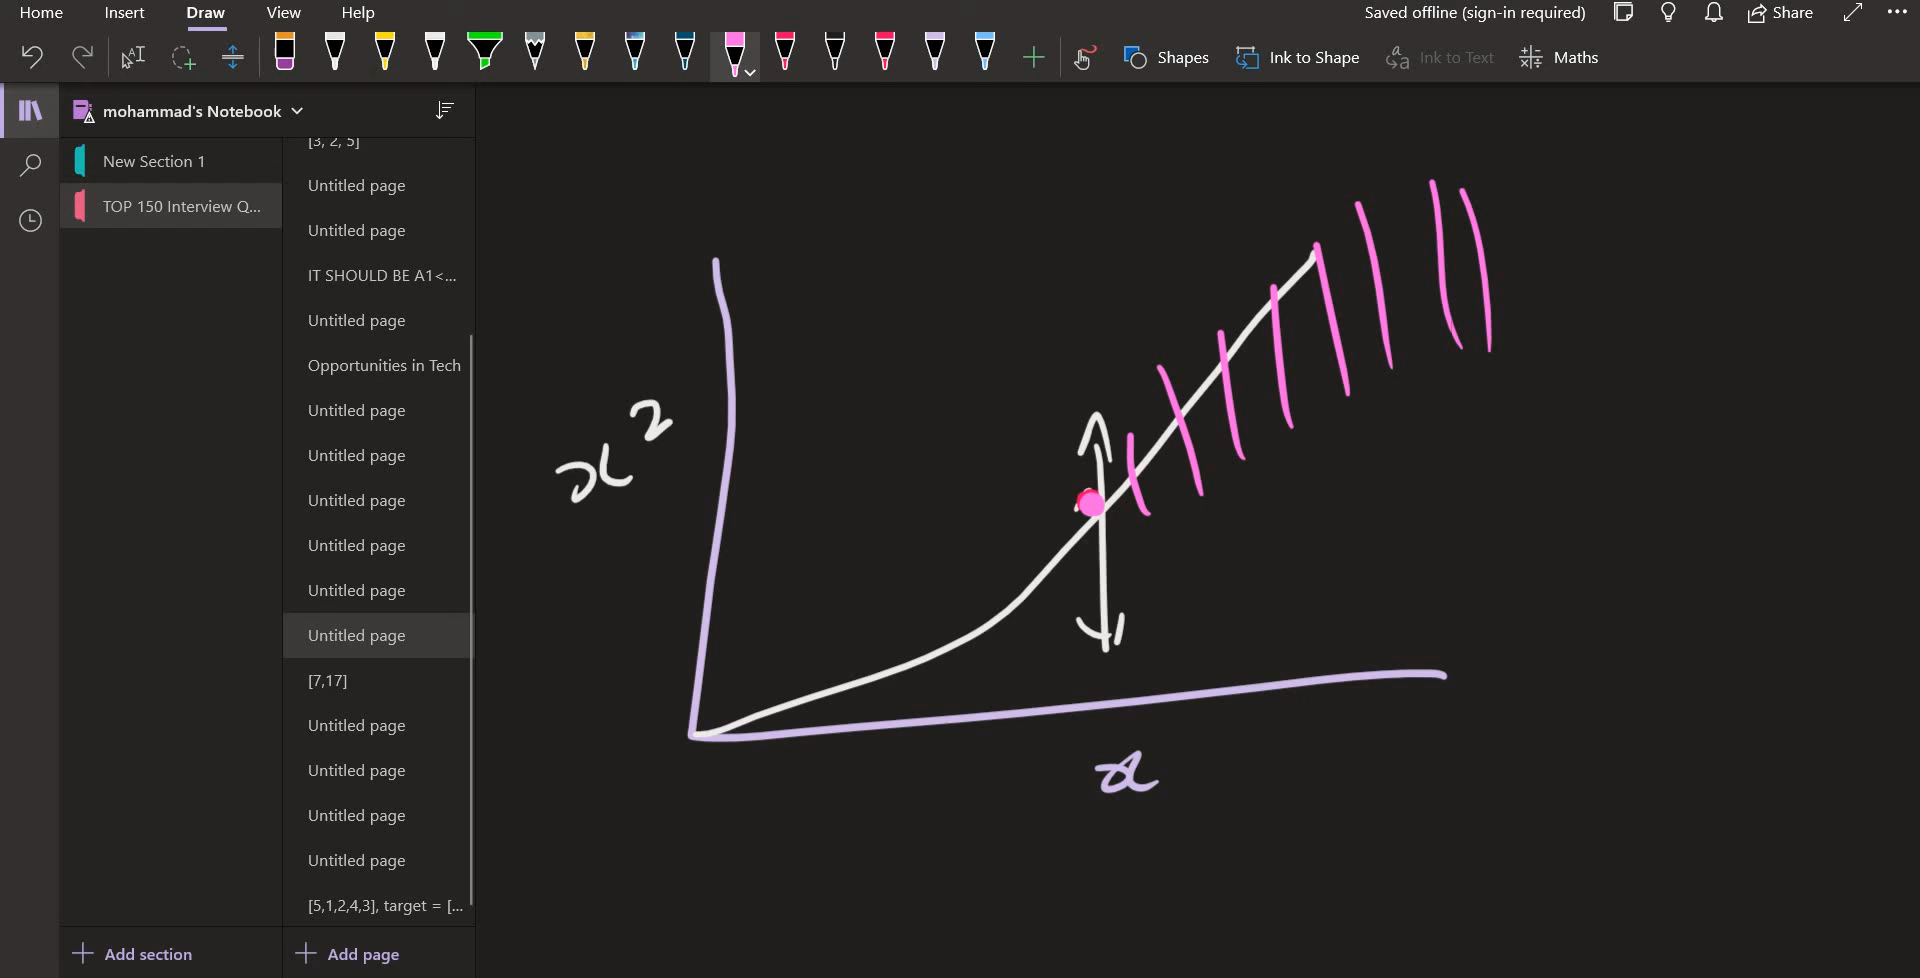 Home Insert Draw View Help
Saved offline (sign-in required) Share
Shapes Ink to Shape Ink to Text Maths
mohammad's Notebook
New Section 1
TOP 150 Interview Q...
[3, 2, 5]
Untitled page
Untitled page
IT SHOULD BE A1<...
Untitled page
Opportunities in Tech
Untitled page
Untitled page
Untitled page
Untitled page
Untitled page
Untitled page
[7,17]
Untitled page
Untitled page
Untitled page
Untitled page
[5,1,2,4,3], target = [...
Add section
Add page
x²
x